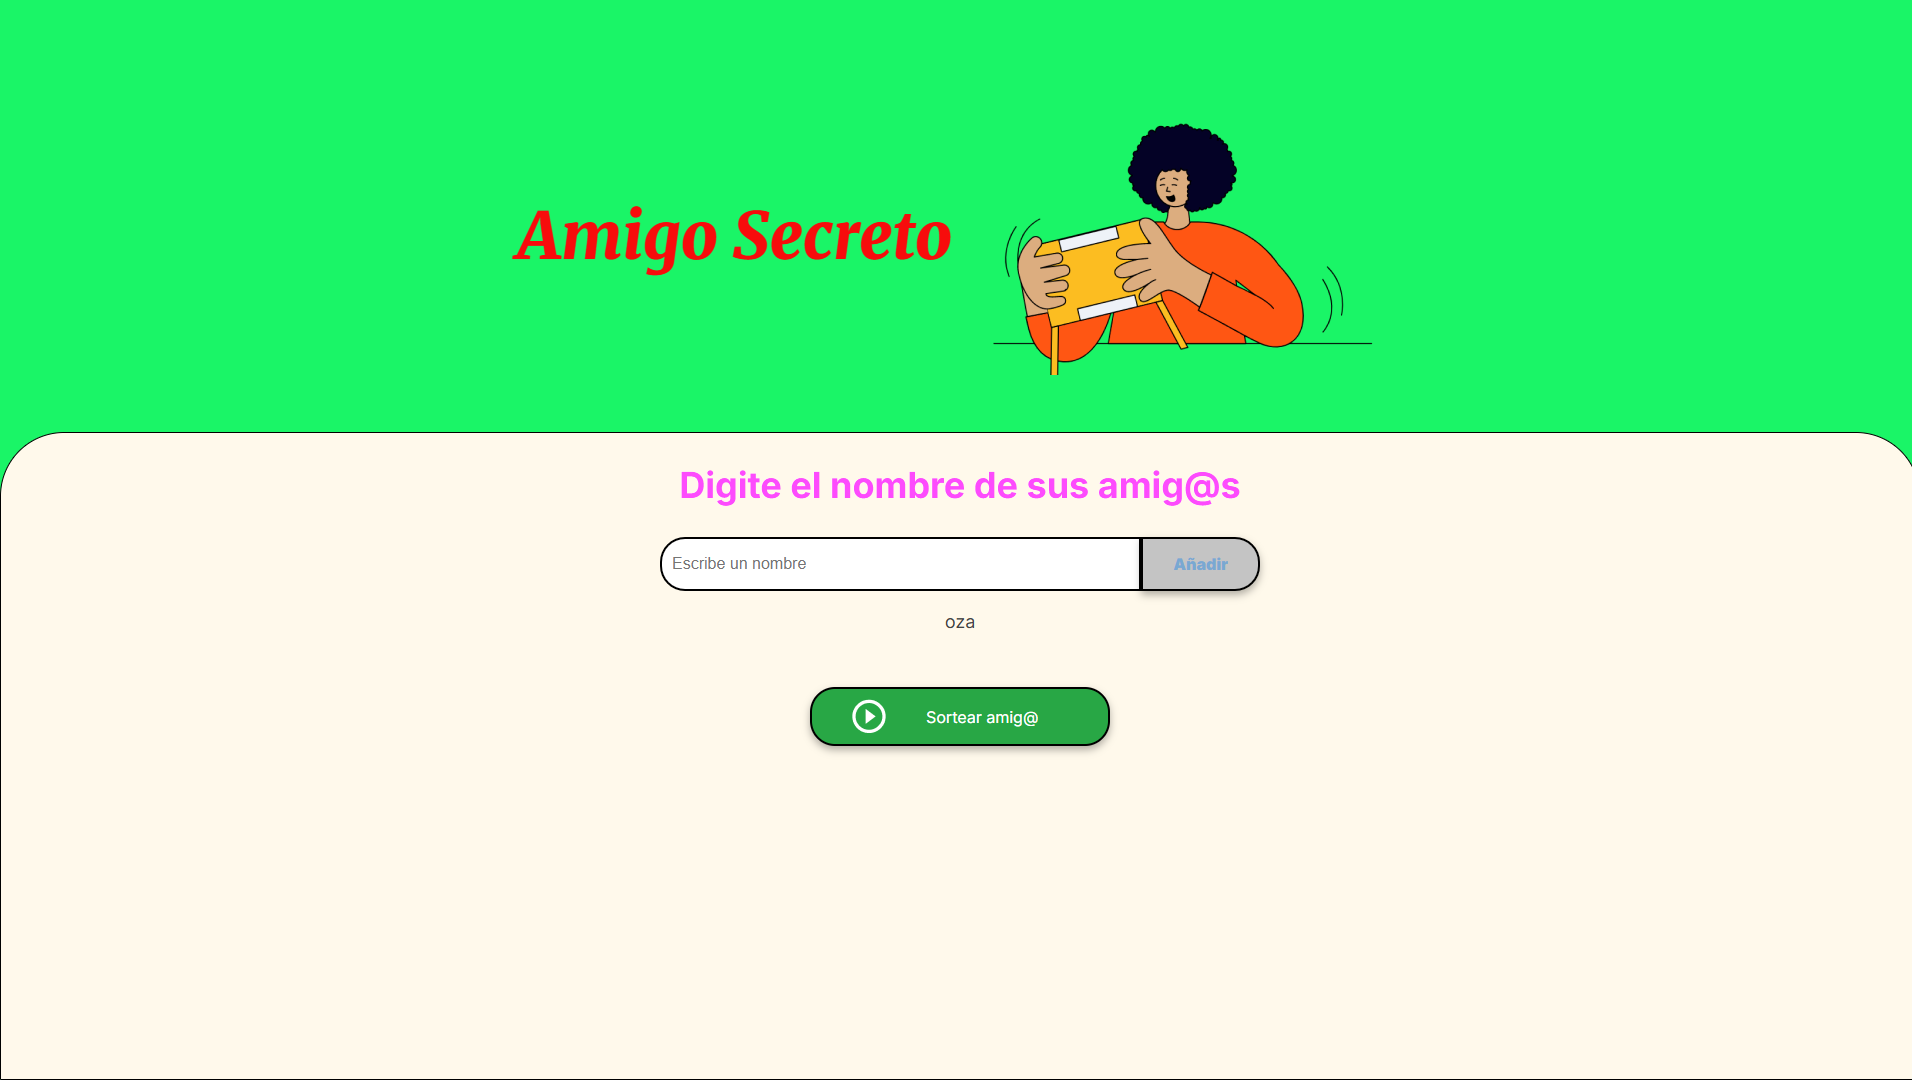 Amigo Secreto
Digite el nombre de sus amig@s
Escribe un nombre
Añadir
oza
Sortear amig@